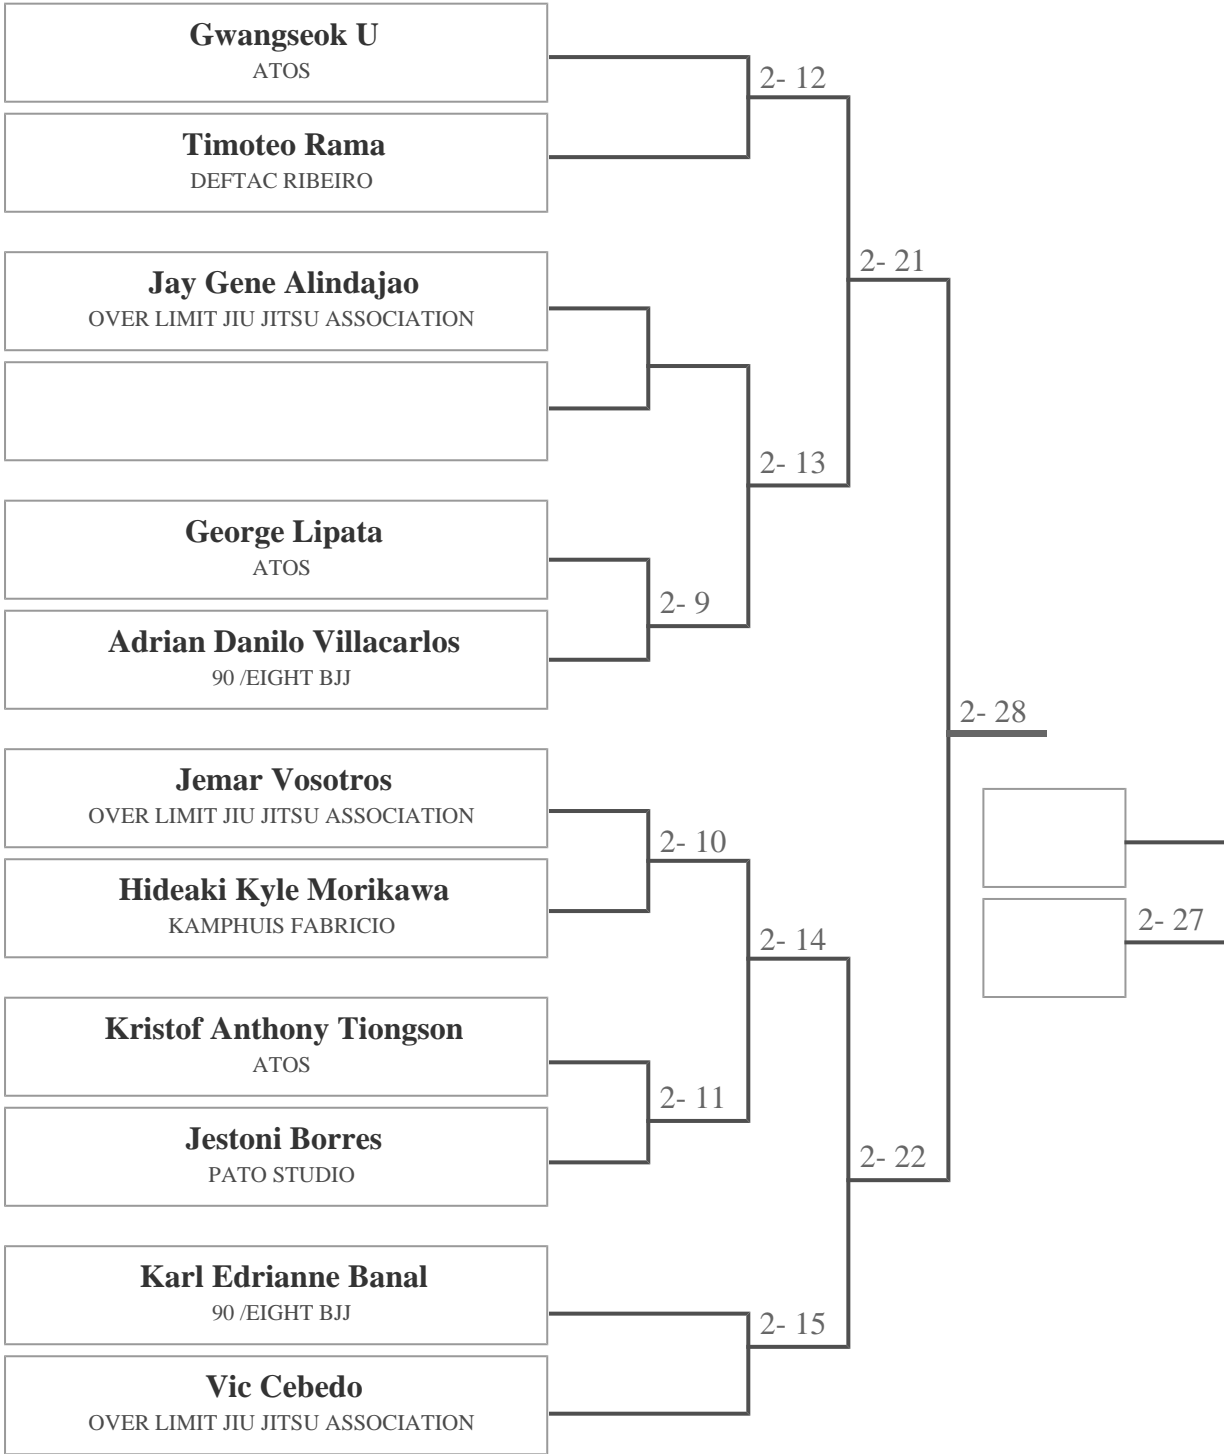 Gwangseok U
ATOS
2- 12
Timoteo Rama
DEFTAC RIBEIRO
2- 21
Jay Gene Alindajao
OVER LIMIT JIU JITSU ASSOCIATION
2- 13
George Lipata
ATOS
2- 9
Adrian Danilo Villacarlos
90 /EIGHT BJJ
2- 28
Jemar Vosotros
OVER LIMIT JIU JITSU ASSOCIATION
2- 10
Hideaki Kyle Morikawa
KAMPHUIS FABRICIO
2- 27
2- 14
Kristof Anthony Tiongson
ATOS
2- 11
Jestoni Borres
PATO STUDIO
2- 22
Karl Edrianne Banal
90 /EIGHT BJJ
2- 15
Vic Cebedo
OVER LIMIT JIU JITSU ASSOCIATION